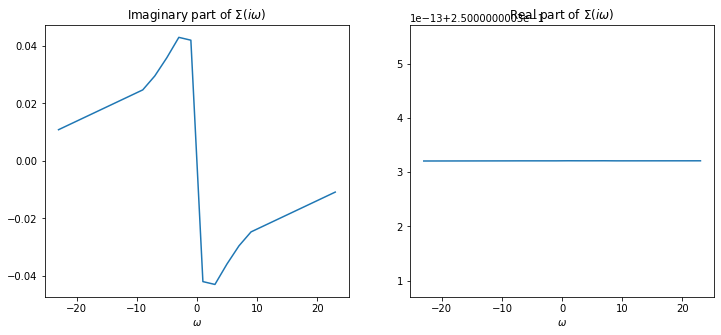 Imaginary part of Σ(iω)
0.04
0.02
0.00
−0.02
−0.04
−20 −10 0 10 20
ω
Real part of Σ(iω)
1e−13+2.5000000003e−1
5
4
3
2
1
−20 −10 0 10 20
ω